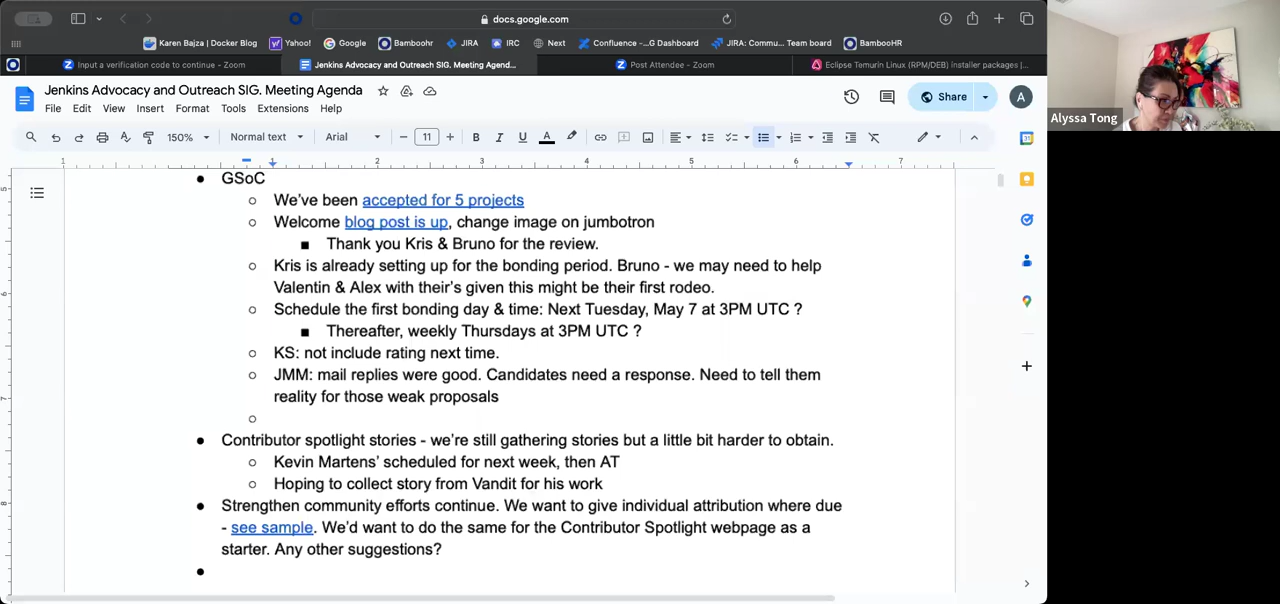 docs.google.com
Karen Bajza | Docker Blog
Yahoo!
Google
Bamboohr
JIRA
IRC
Next
Confluence ...G Dashboard
JIRA: Commu... Team board
BambooHR
Input a verification code to continue - Zoom
Jenkins Advocacy and Outreach SIG. Meeting Agend...
Post Attendee - Zoom
Eclipse Temurin Linux (RPM/DEB) installer packages |...
Jenkins Advocacy and Outreach SIG. Meeting Agenda
File Edit View Insert Format Tools Extensions Help
Share
A
150%
Normal text
Arial
11
B I U A
1 1 2 3 4 5 6 7
GSoC
We've been accepted for 5 projects
Welcome blog post is up, change image on jumbotron
Thank you Kris & Bruno for the review.
Kris is already setting up for the bonding period. Bruno - we may need to help
Valentin & Alex with their's given this might be their first rodeo.
Schedule the first bonding day & time: Next Tuesday, May 7 at 3PM UTC ?
Thereafter, weekly Thursdays at 3PM UTC ?
KS: not include rating next time.
JMM: mail replies were good. Candidates need a response. Need to tell them
reality for those weak proposals
Contributor spotlight stories - we're still gathering stories but a little bit harder to obtain.
Kevin Martens' scheduled for next week, then AT
Hoping to collect story from Vandit for his work
Strengthen community efforts continue. We want to give individual attribution where due
- see sample. We'd want to do the same for the Contributor Spotlight webpage as a
starter. Any other suggestions?
Alyssa Tong